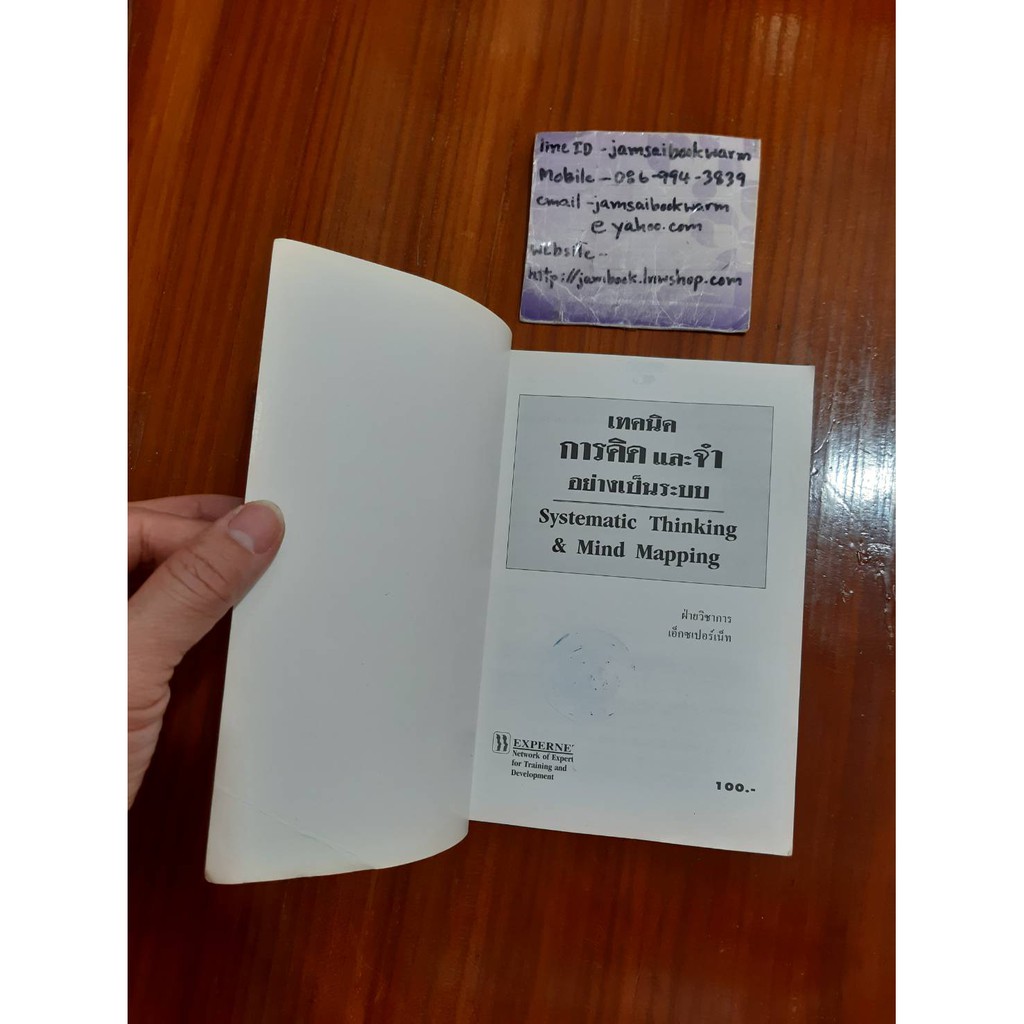 line ID - jamsaibookwarm
Mobile - 086-994-3839
email - jamsaibookwarm
@ yahoo.com
website -
http://jamibook.lnwshop.com
เทคนิค
การคิด และจำ
อย่างเป็นระบบ
Systematic Thinking
& Mind Mapping
ฝ่ายวิชาการ
เอ็กซเปอร์เน็ท
EXPERNE
Network of Expert
for Training and
Development
100.-